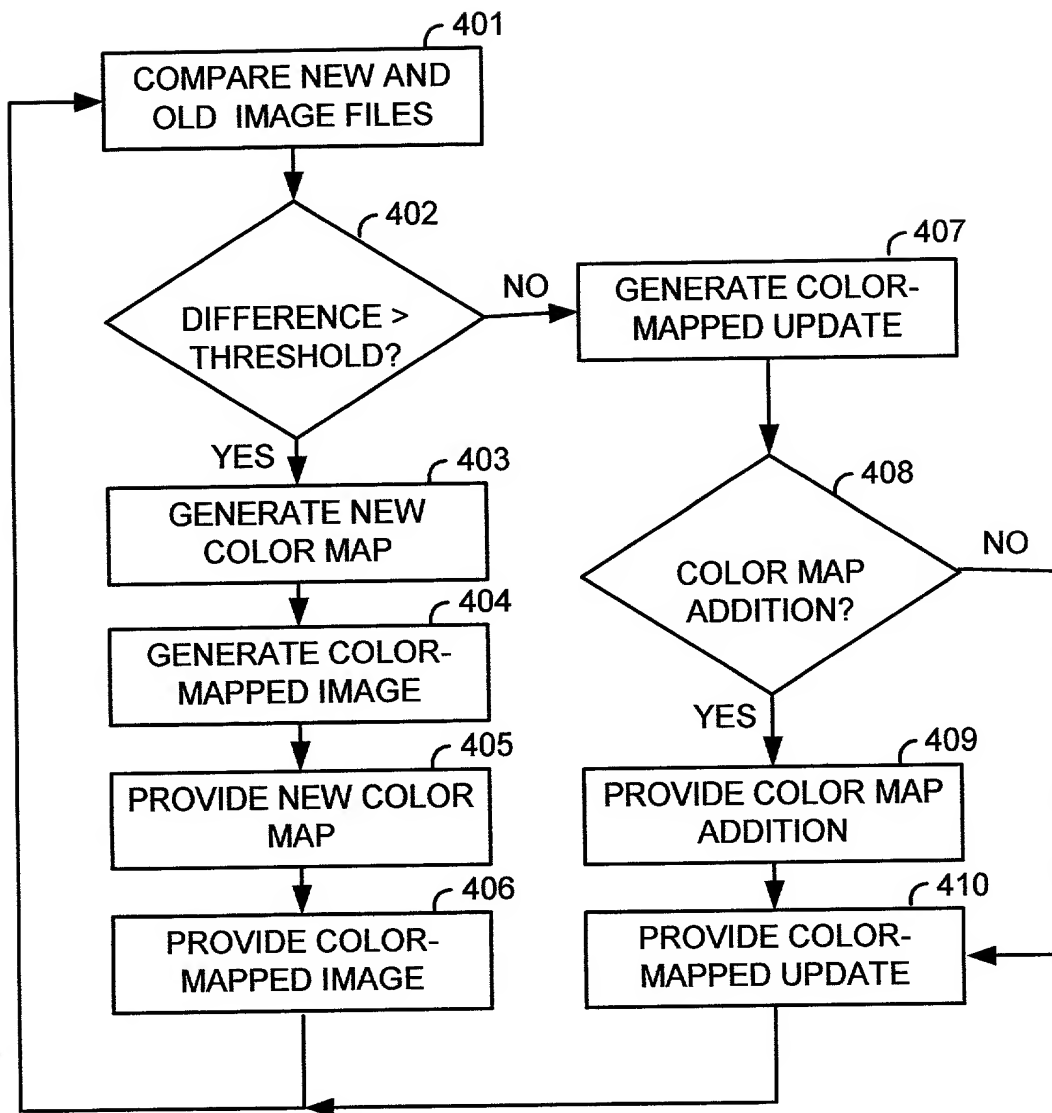 401
COMPARE NEW AND
OLD IMAGE FILES
402
DIFFERENCE >
THRESHOLD?
NO
407
GENERATE COLOR-
MAPPED UPDATE
YES
403
GENERATE NEW
COLOR MAP
408
COLOR MAP
ADDITION?
NO
404
GENERATE COLOR-
MAPPED IMAGE
YES
405
PROVIDE NEW COLOR
MAP
409
PROVIDE COLOR MAP
ADDITION
406
PROVIDE COLOR-
MAPPED IMAGE
410
PROVIDE COLOR-
MAPPED UPDATE